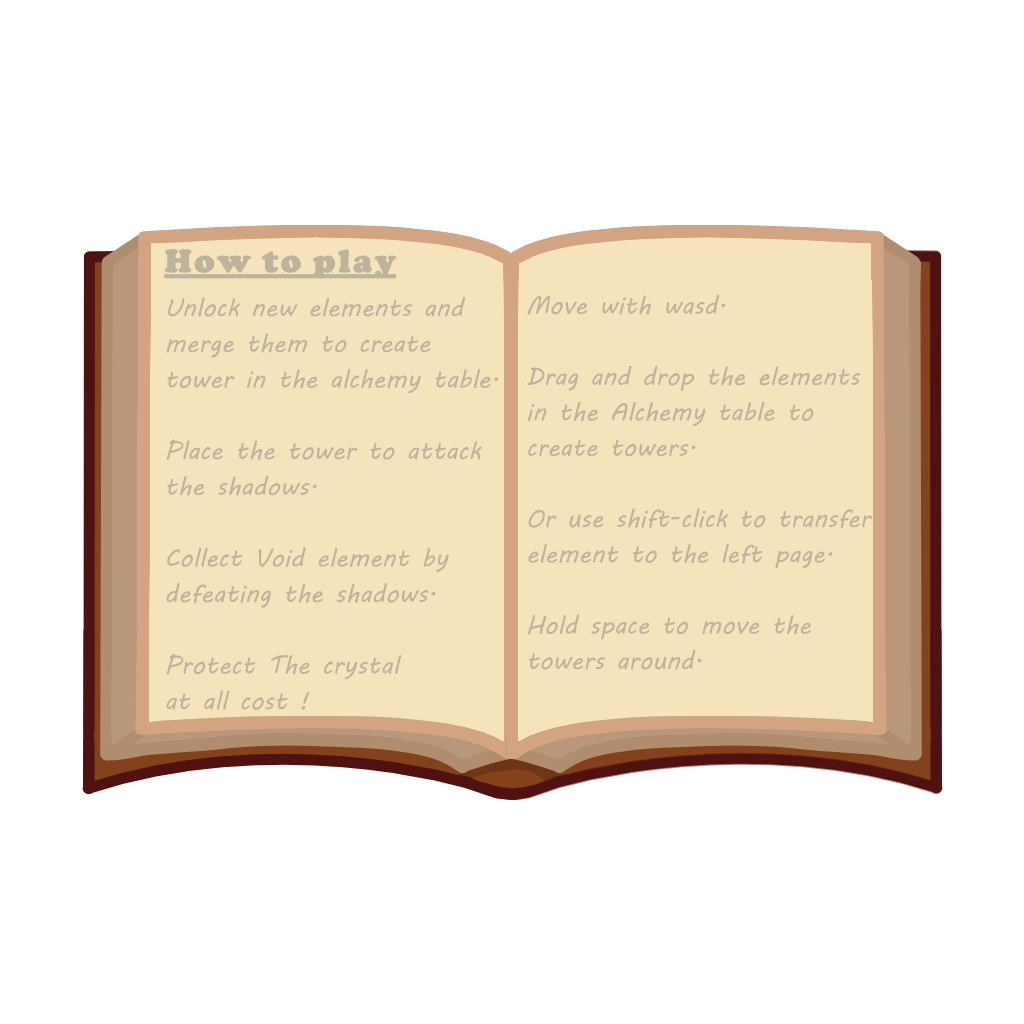 How to play
Unlock new elements and
merge them to create
tower in the alchemy table.
Place the tower to attack
the shadows.
Collect Void element by
defeating the shadows.
Protect The crystal
at all cost !
Move with wasd.
Drag and drop the elements
in the Alchemy table to
create towers.
Or use shift-click to transfer
element to the left page.
Hold space to move the
towers around.